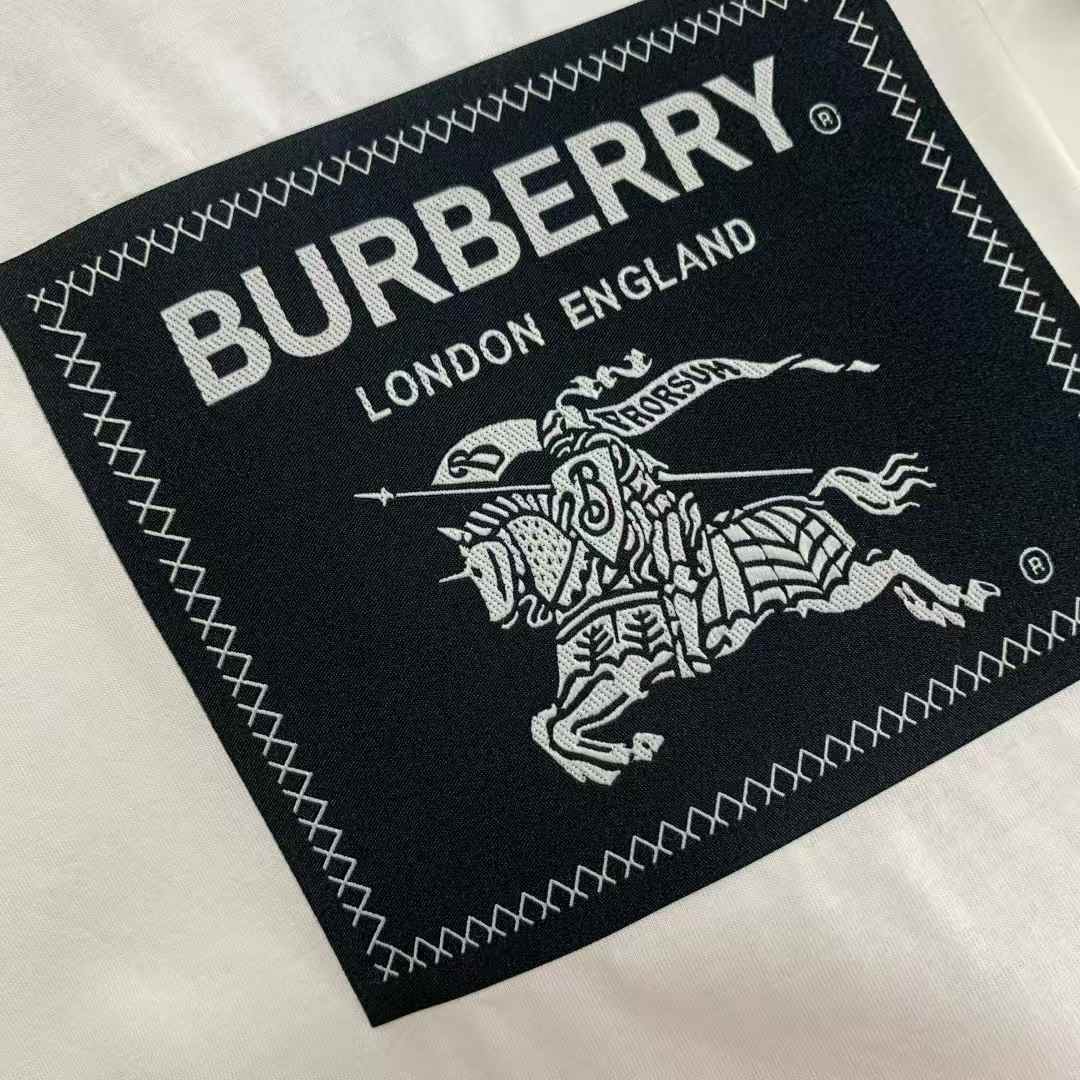 BURBERRY®
LONDON ENGLAND
PRORSUM
B
B
®